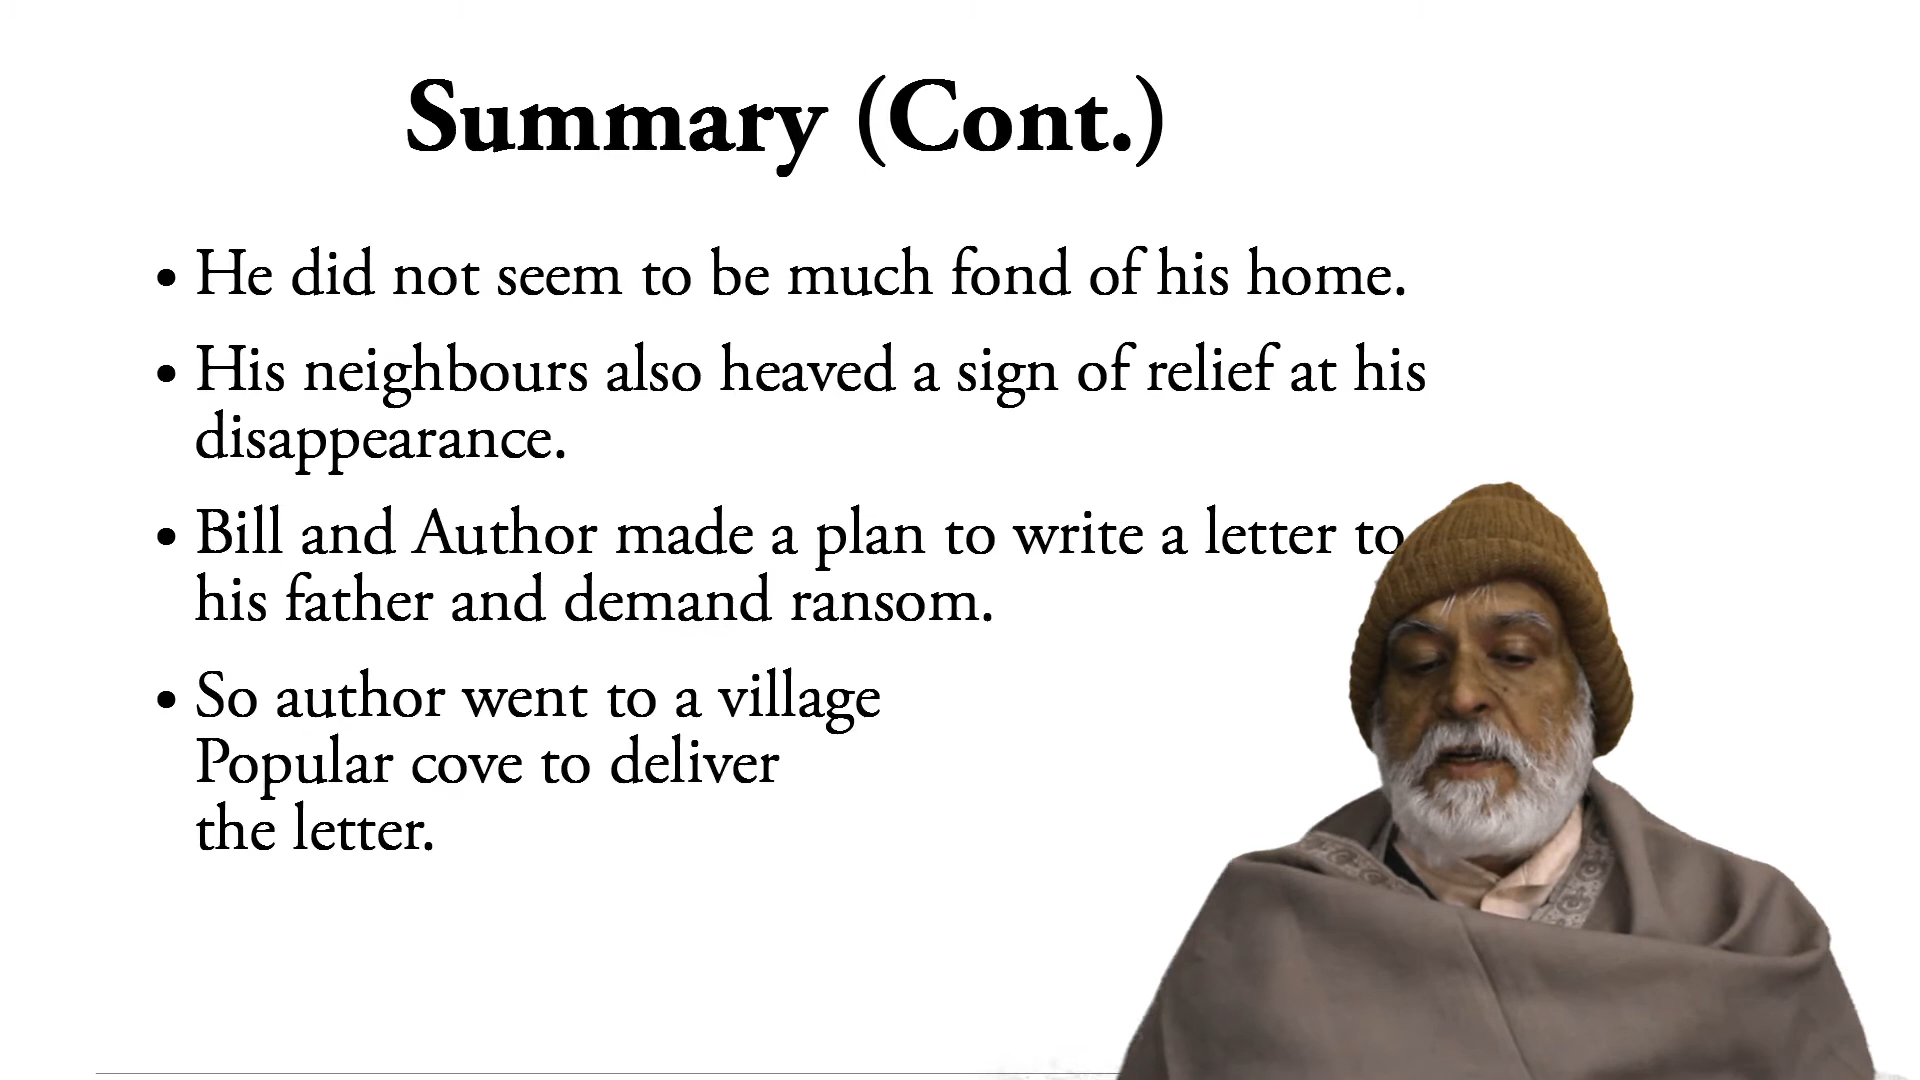 Summary (Cont.)
• He did not seem to be much fond of his home.
• His neighbours also heaved a sign of relief at his
disappearance.
• Bill and Author made a plan to write a letter to
his father and demand ransom.
• So author went to a village
Popular cove to deliver
the letter.